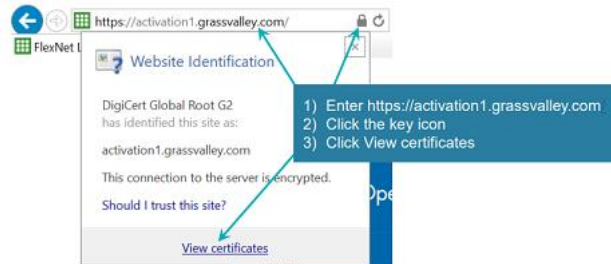 https://activation1.grassvalley.com/
FlexNet L
Website Identification
DigiCert Global Root G2
has identified this site as:
activation1.grassvalley.com
This connection to the server is encrypted.
Should I trust this site?
View certificates
1) Enter https://activation1.grassvalley.com
2) Click the key icon
3) Click View certificates
Ope